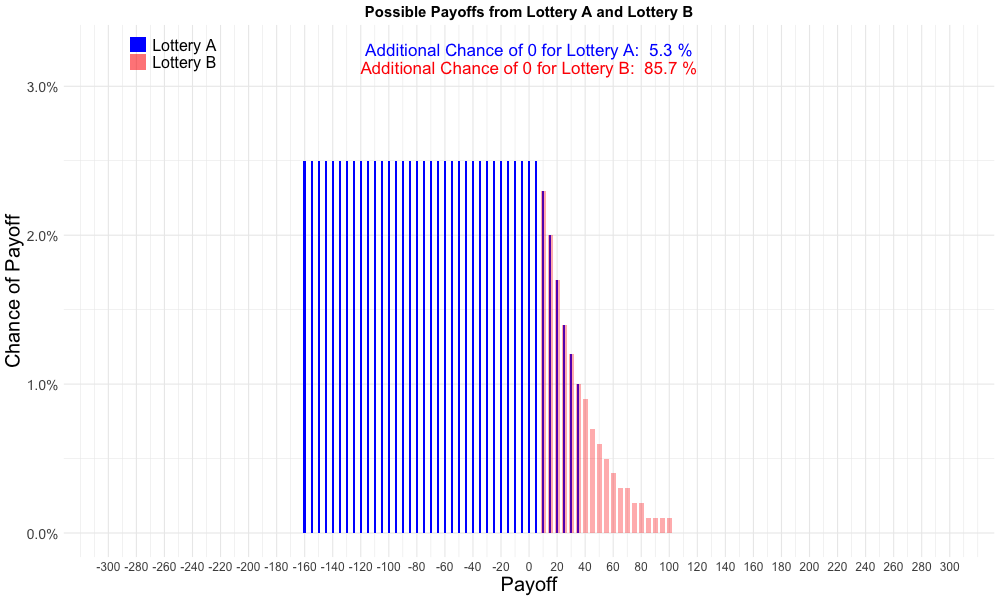 Possible Payoffs from Lottery A and Lottery B
Lottery A
Lottery B
Additional Chance of 0 for Lottery A:  5.3 %
Additional Chance of 0 for Lottery B:  85.7 %
Chance of Payoff
3.0%
2.0%
1.0%
0.0%
-300 -280 -260 -240 -220 -200 -180 -160 -140 -120 -100 -80 -60 -40 -20 0 20 40 60 80 100 120 140 160 180 200 220 240 260 280 300
Payoff